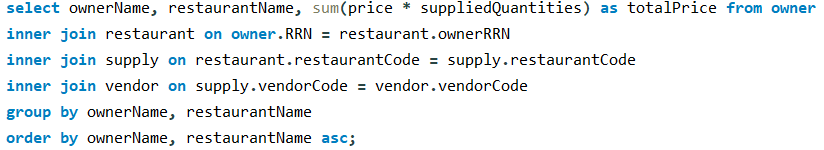 select ownerName, restaurantName, sum(price * suppliedQuantities) as totalPrice from owner
inner join restaurant on owner.RRN = restaurant.ownerRRN
inner join supply on restaurant.restaurantCode = supply.restaurantCode
inner join vendor on supply.vendorCode = vendor.vendorCode
group by ownerName, restaurantName
order by ownerName, restaurantName asc;